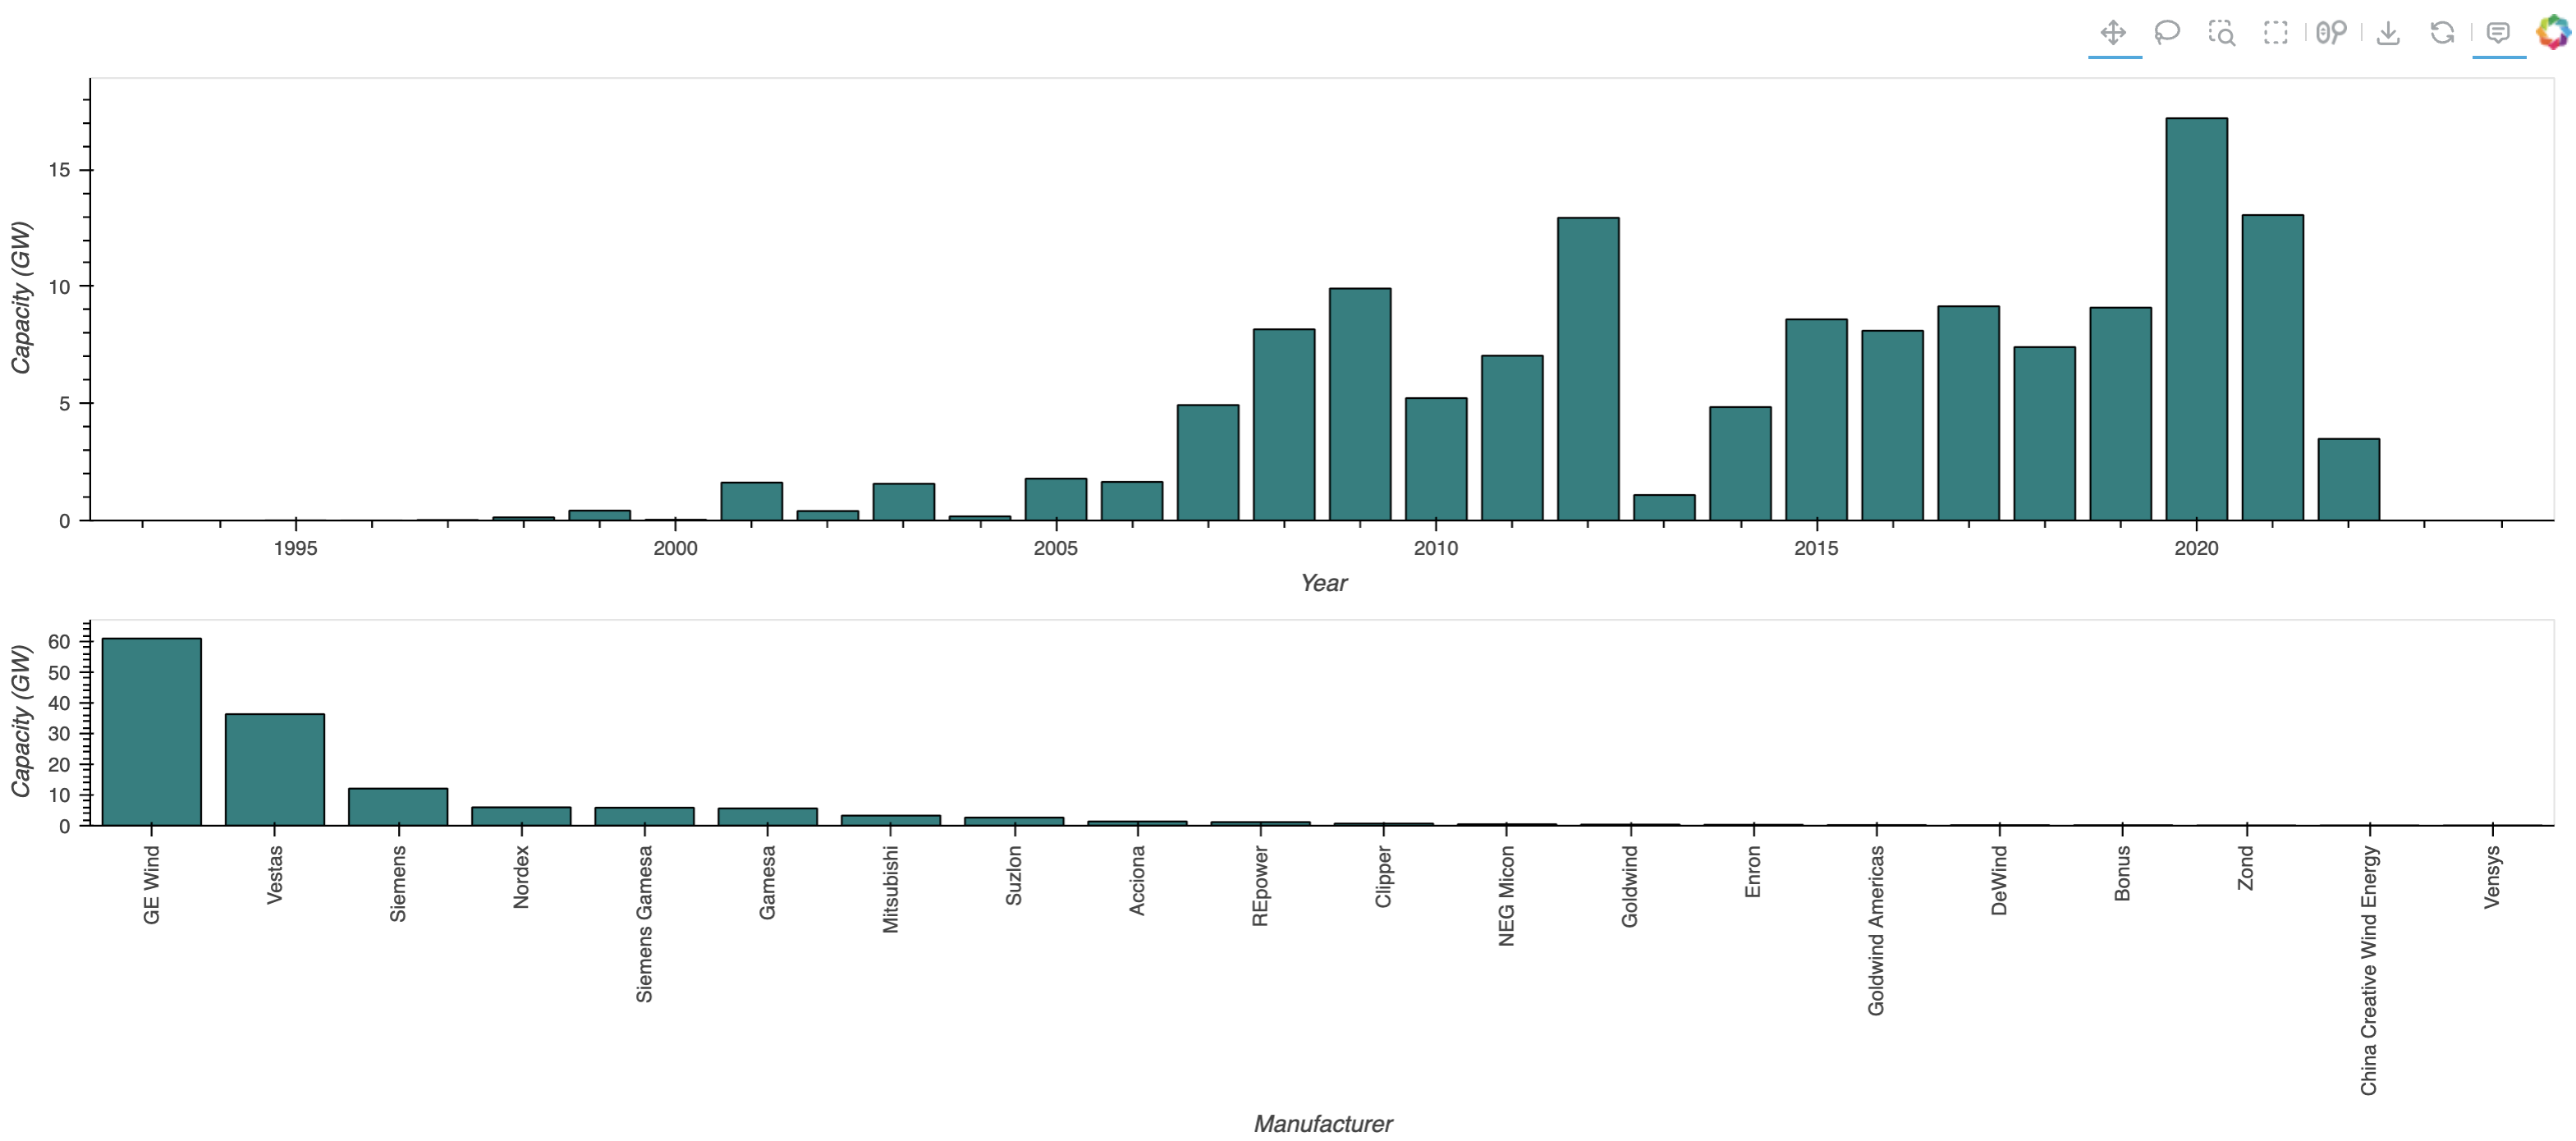 Capacity (GW)
15
10
5
0
1995 2000 2005 2010 2015 2020
Year
Capacity (GW)
60
50
40
30
20
10
0
GE Wind
Vestas
Siemens
Nordex
Siemens Gamesa
Gamesa
Mitsubishi
Suzlon
Acciona
REpower
Clipper
NEG Micon
Goldwind
Enron
Goldwind Americas
DeWind
Bonus
Zond
China Creative Wind Energy
Vensys
Manufacturer